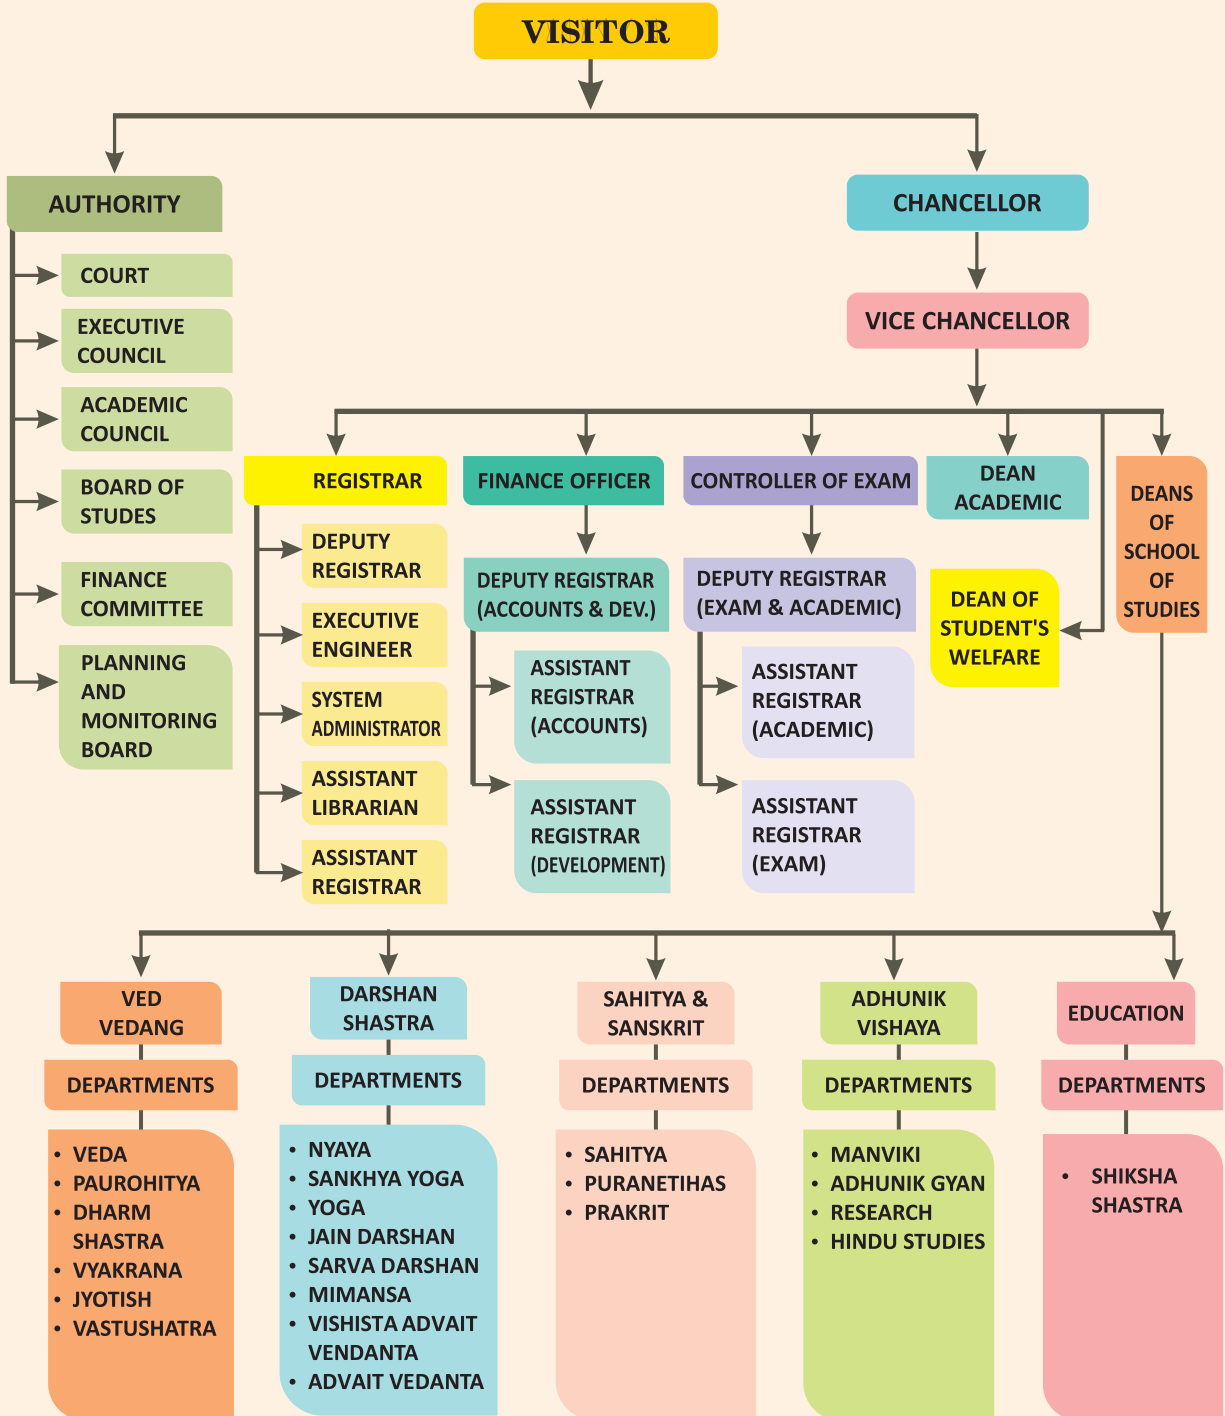 VISITOR
AUTHORITY
COURT
EXECUTIVE
COUNCIL
ACADEMIC
COUNCIL
BOARD OF
STUDES
FINANCE
COMMITTEE
PLANNING
AND
MONITORING
BOARD
CHANCELLOR
VICE CHANCELLOR
REGISTRAR
DEPUTY
REGISTRAR
EXECUTIVE
ENGINEER
SYSTEM
ADMINISTRATOR
ASSISTANT
LIBRARIAN
ASSISTANT
REGISTRAR
FINANCE OFFICER
DEPUTY REGISTRAR
(ACCOUNTS & DEV.)
ASSISTANT
REGISTRAR
(ACCOUNTS)
ASSISTANT
REGISTRAR
(DEVELOPMENT)
CONTROLLER OF EXAM
DEPUTY REGISTRAR
(EXAM & ACADEMIC)
ASSISTANT
REGISTRAR
(ACADEMIC)
ASSISTANT
REGISTRAR
(EXAM)
DEAN
ACADEMIC
DEAN OF
STUDENT'S
WELFARE
DEANS
OF
SCHOOL
OF
STUDIES
VED
VEDANG
DEPARTMENTS
• VEDA
• PAUROHITYA
• DHARM
SHASTRA
• VYAKRANA
• JYOTISH
• VASTUSHATRA
DARSHAN
SHASTRA
DEPARTMENTS
• NYAYA
• SANKHYA YOGA
• YOGA
• JAIN DARSHAN
• SARVA DARSHAN
• MIMANSA
• VISHISTA ADVAIT
VENDANTA
• ADVAIT VEDANTA
SAHITYA &
SANSKRIT
DEPARTMENTS
• SAHITYA
• PURANETIHAS
• PRAKRIT
ADHUNIK
VISHAYA
DEPARTMENTS
• MANVIKI
• ADHUNIK GYAN
• RESEARCH
• HINDU STUDIES
EDUCATION
DEPARTMENTS
• SHIKSHA
SHASTRA